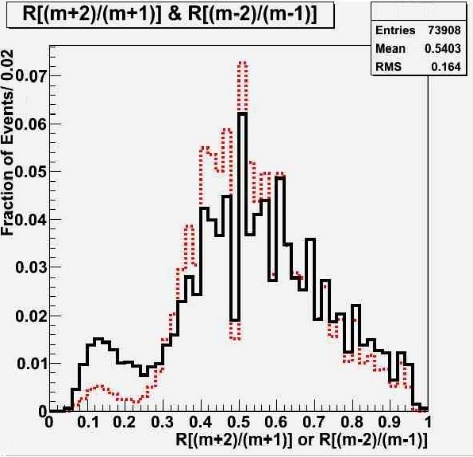 R[(m+2)/(m+1)] & R[(m-2)/(m-1)]
Entries 73908
Mean 0.5403
RMS 0.164
Fraction of Events/ 0.02
0.07
0.06
0.05
0.04
0.03
0.02
0.01
0
0 0.1 0.2 0.3 0.4 0.5 0.6 0.7 0.8 0.9 1
R[(m+2)/(m+1)] or R[(m-2)/(m-1)]